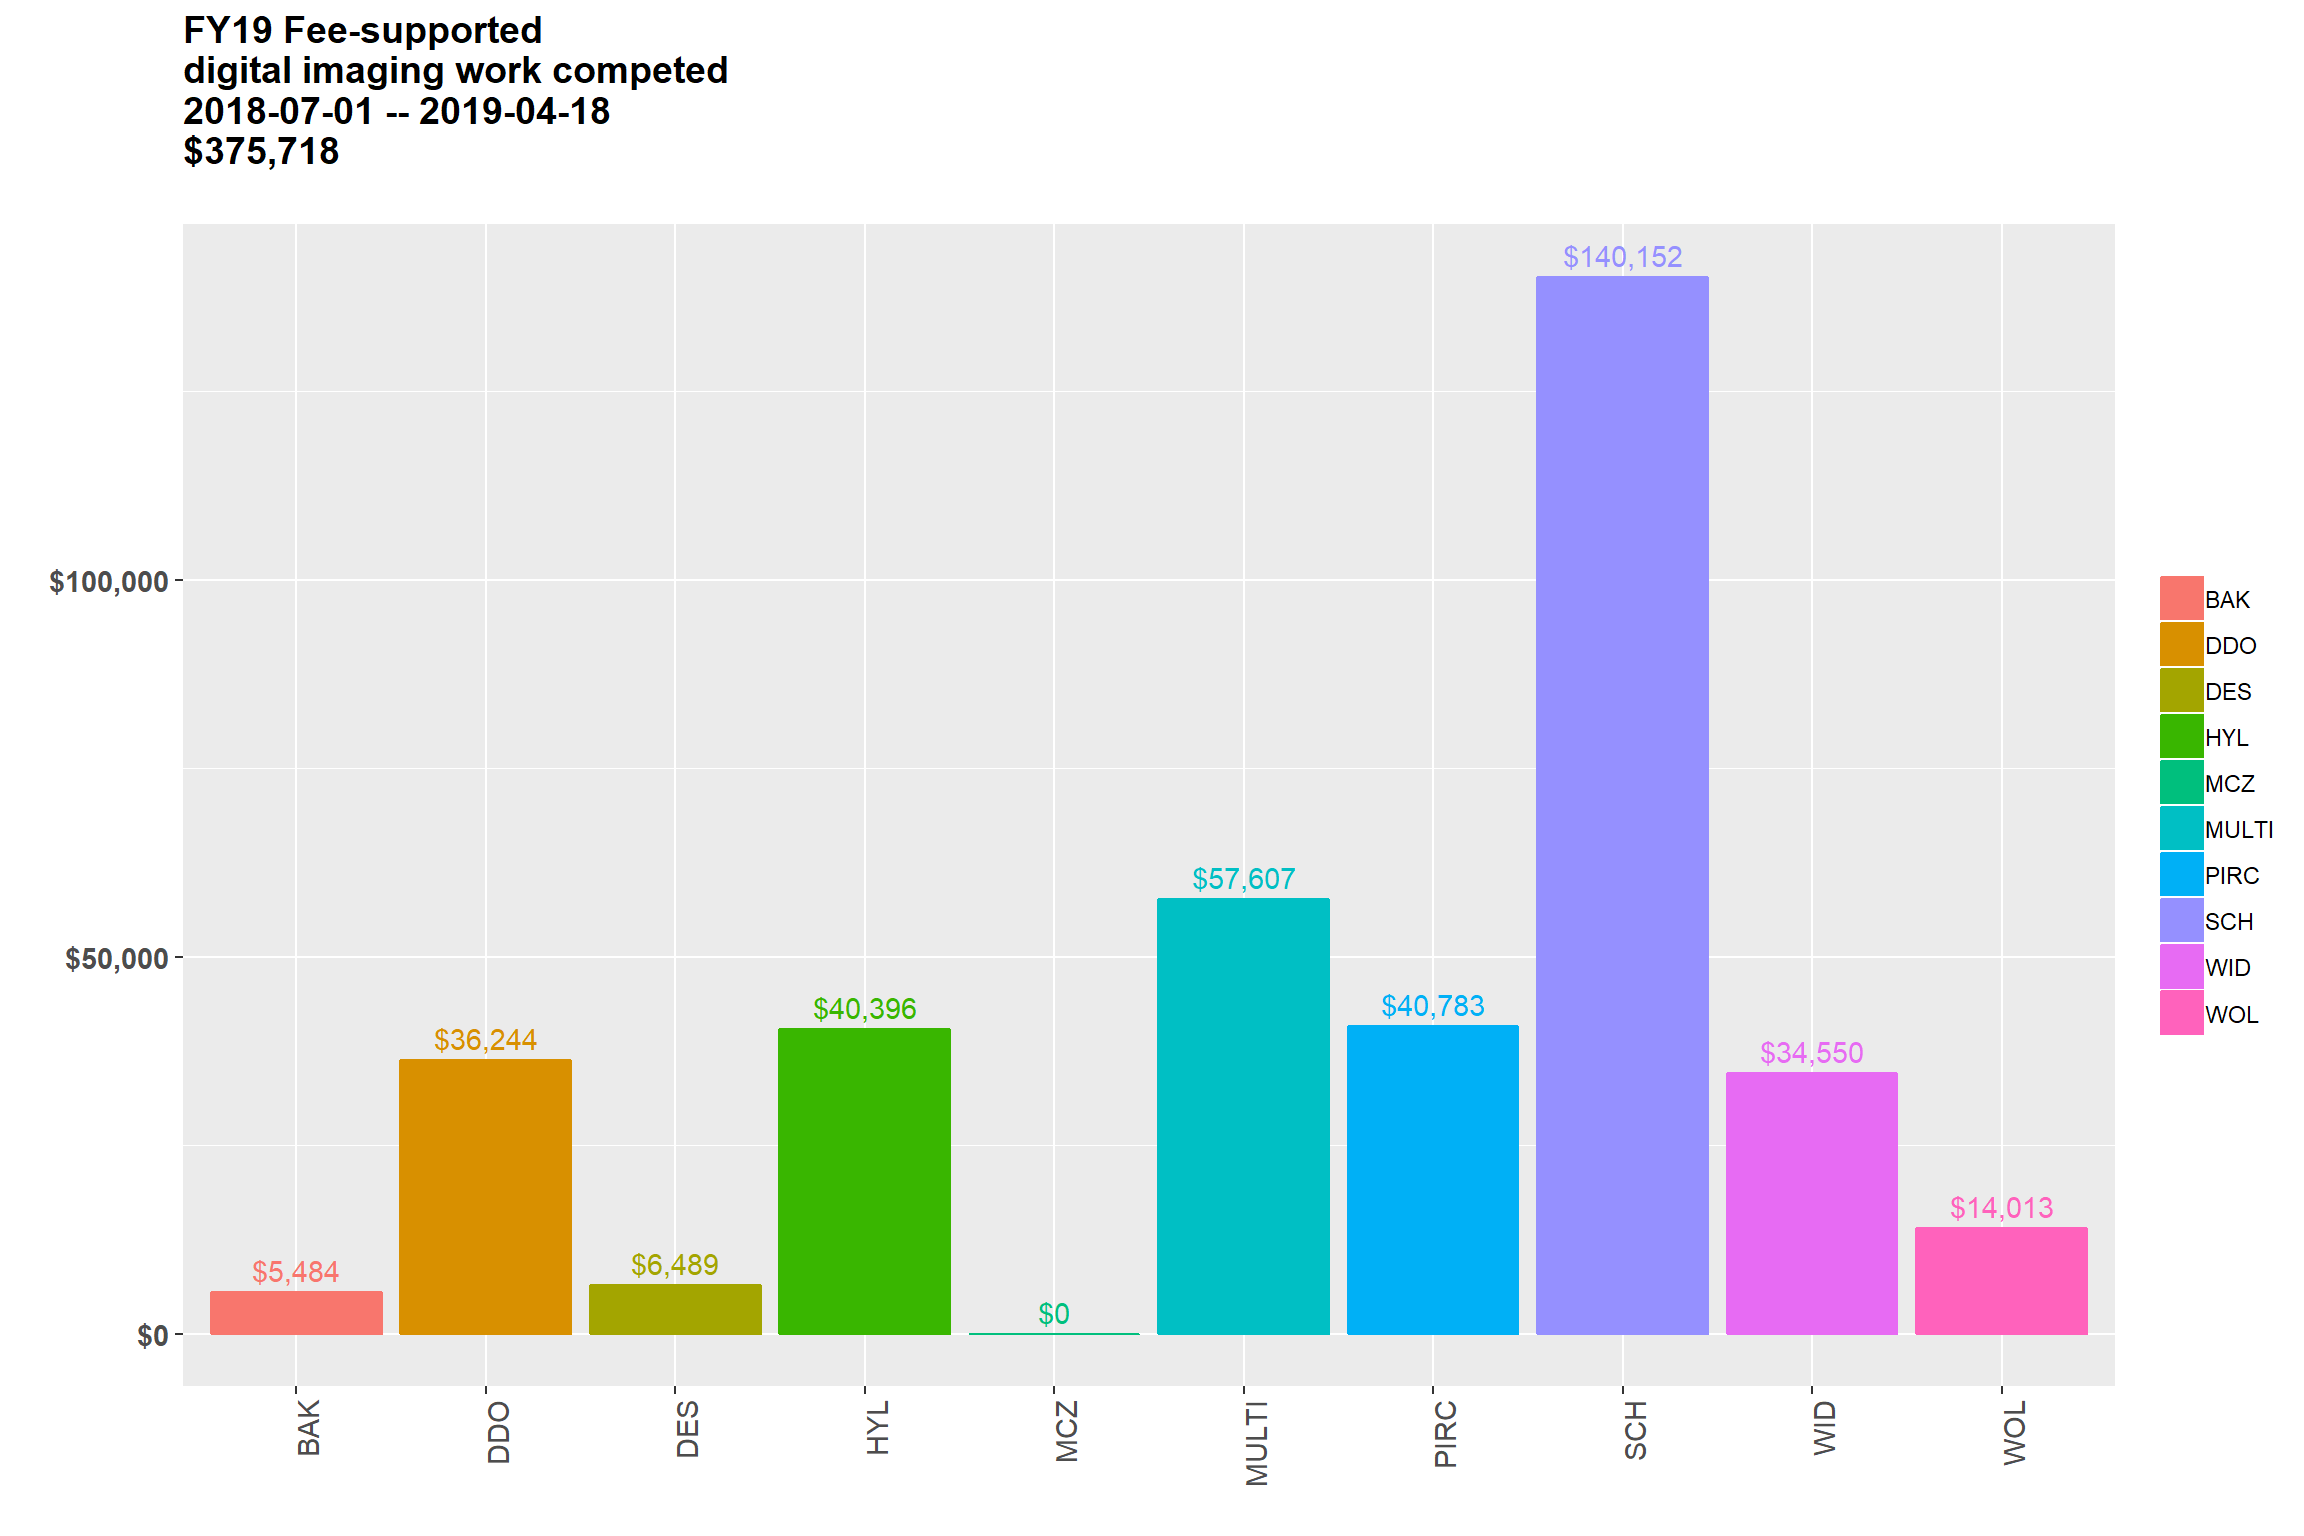 FY19 Fee-supported
digital imaging work competed
2018-07-01 -- 2019-04-18
$375,718
$140,152
$100,000
$57,607
$50,000
$40,396
$40,783
$36,244
$34,550
$14,013
$5,484
$6,489
$0
$0
BAK
DDO
DES
HYL
MCZ
MULTI
PIRC
SCH
WID
WOL
BAK
DDO
DES
HYL
MCZ
MULTI
PIRC
SCH
WID
WOL